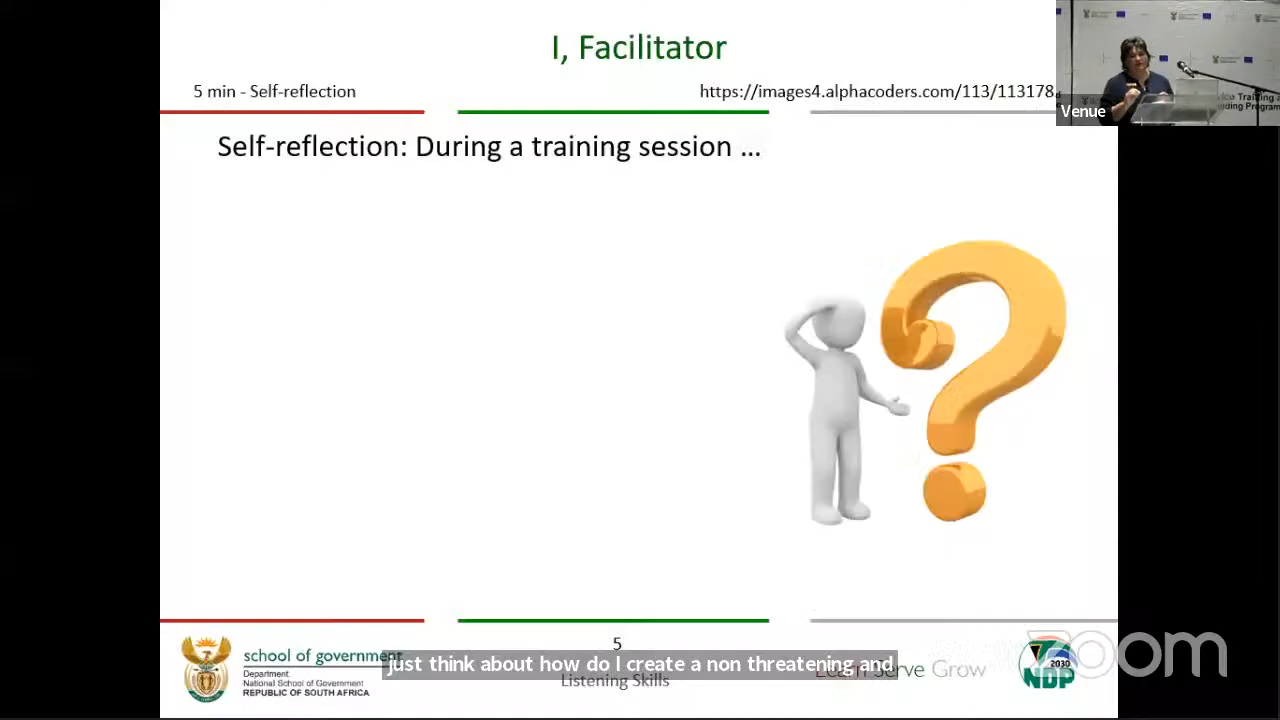 I, Facilitator
5 min - Self-reflection
https://images4.alphacoders.com/113/113178
Venue
Self-reflection: During a training session ...
5
school of government
Department:
National School of Government
REPUBLIC OF SOUTH AFRICA
just think about how do I create a non threatening and
Listening Skills
Learn Serve Grow
2030
NDP
zoom